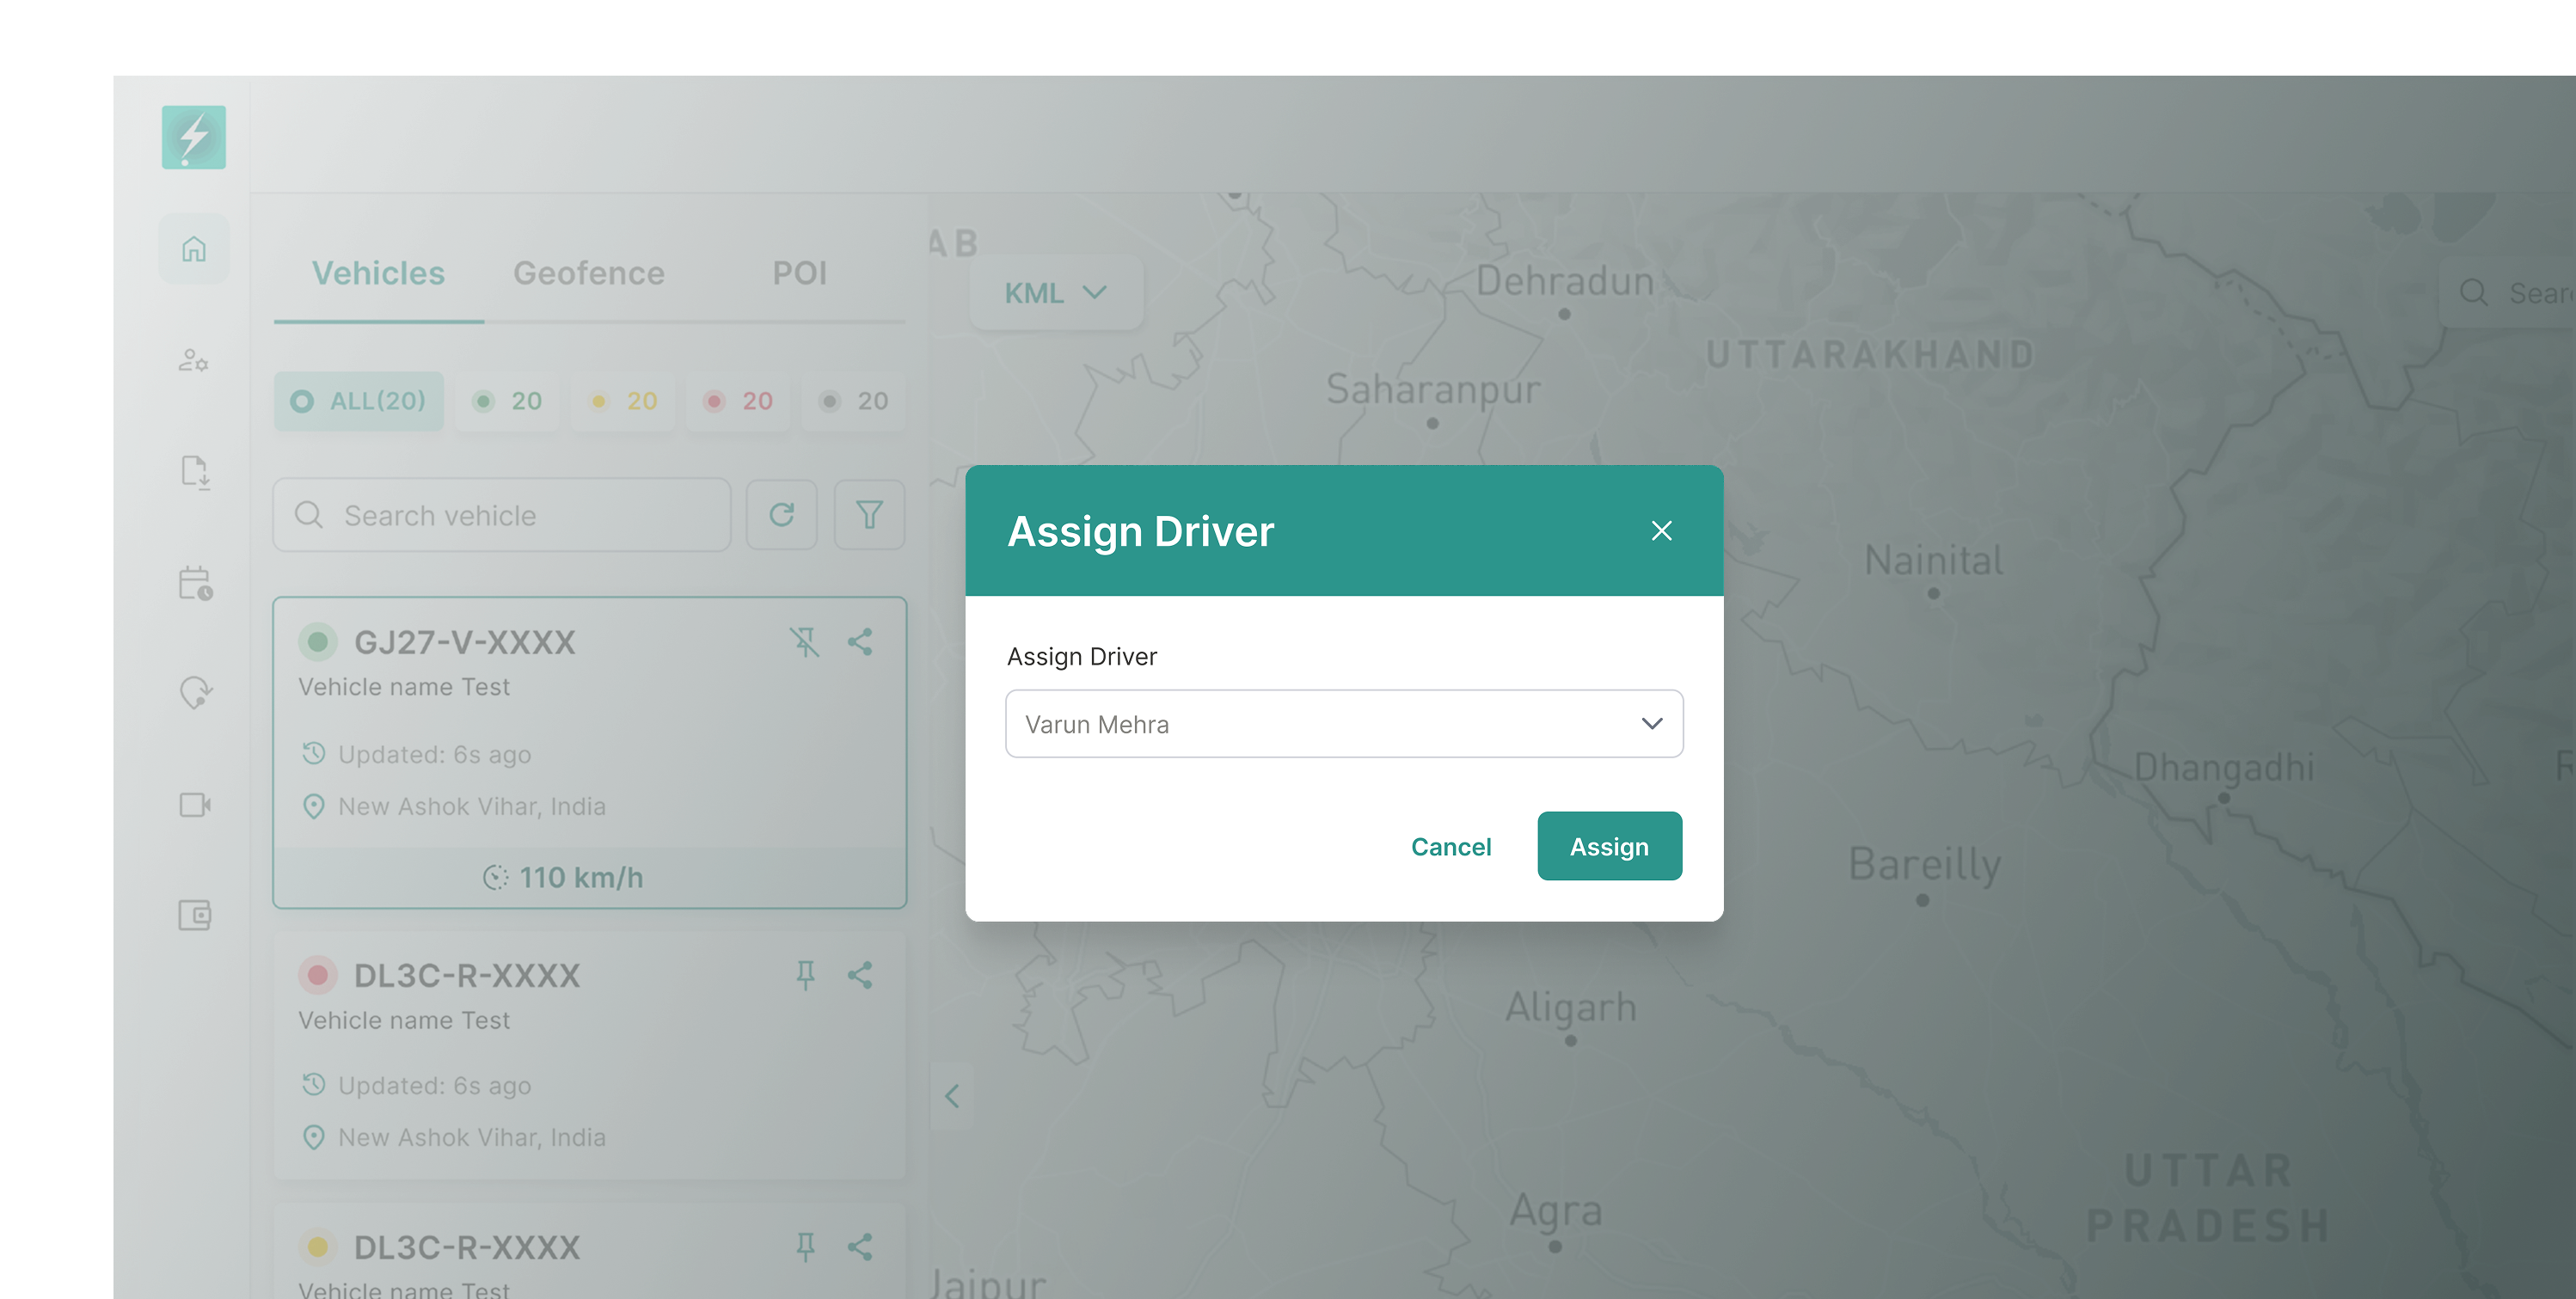 Vehicles Geofence POI
ALL(20) 20 20 20 20
Search vehicle
GJ27-V-XXXX
Vehicle name Test
Updated: 6s ago
New Ashok Vihar, India
110 km/h
DL3C-R-XXXX
Vehicle name Test
Updated: 6s ago
New Ashok Vihar, India
DL3C-R-XXXX
Vehicle name Test
AB
KML
Dehradun
UTTARAKHAND
Saharanpur
Assign Driver
Assign Driver
Varun Mehra
Cancel Assign
Nainital
Dhangadhi
Bareilly
Aligarh
Agra
UTTAR
PRADESH
Jaipur